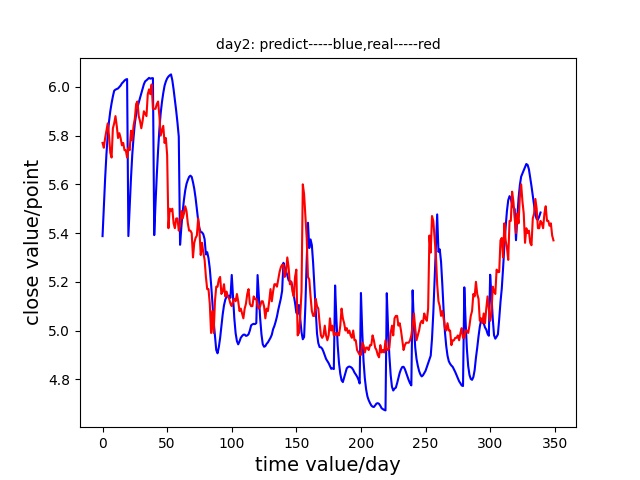 day2: predict-----blue,real-----red
6.0
5.8
5.6
5.4
5.2
5.0
4.8
close value/point
0 50 100 150 200 250 300 350
time value/day